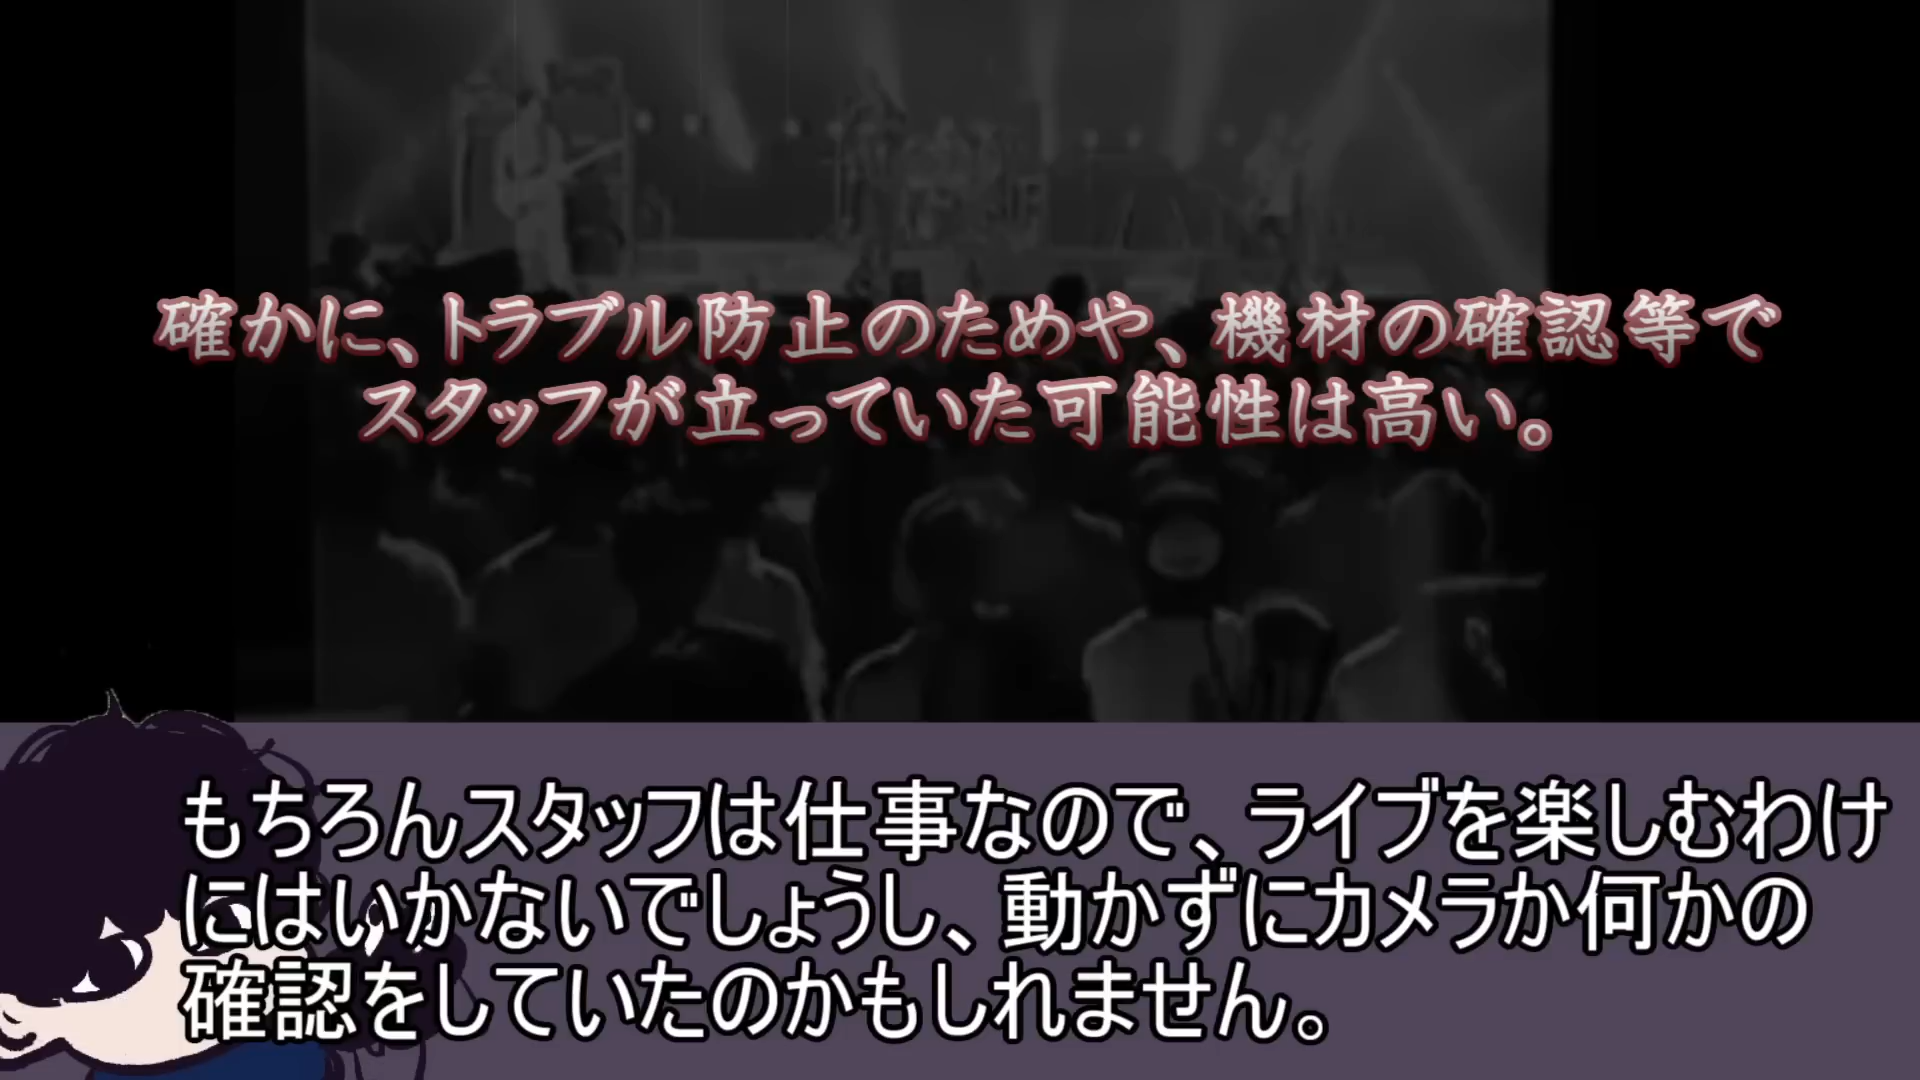 確かに、トラブル防止のためや、機材の確認等で
スタッフが立っていた可能性は高い。
もちろんスタッフは仕事なので、ライブを楽しむわけ
にはいかないでしょうし、動かずにカメラか何かの
確認をしていたのかもしれません。